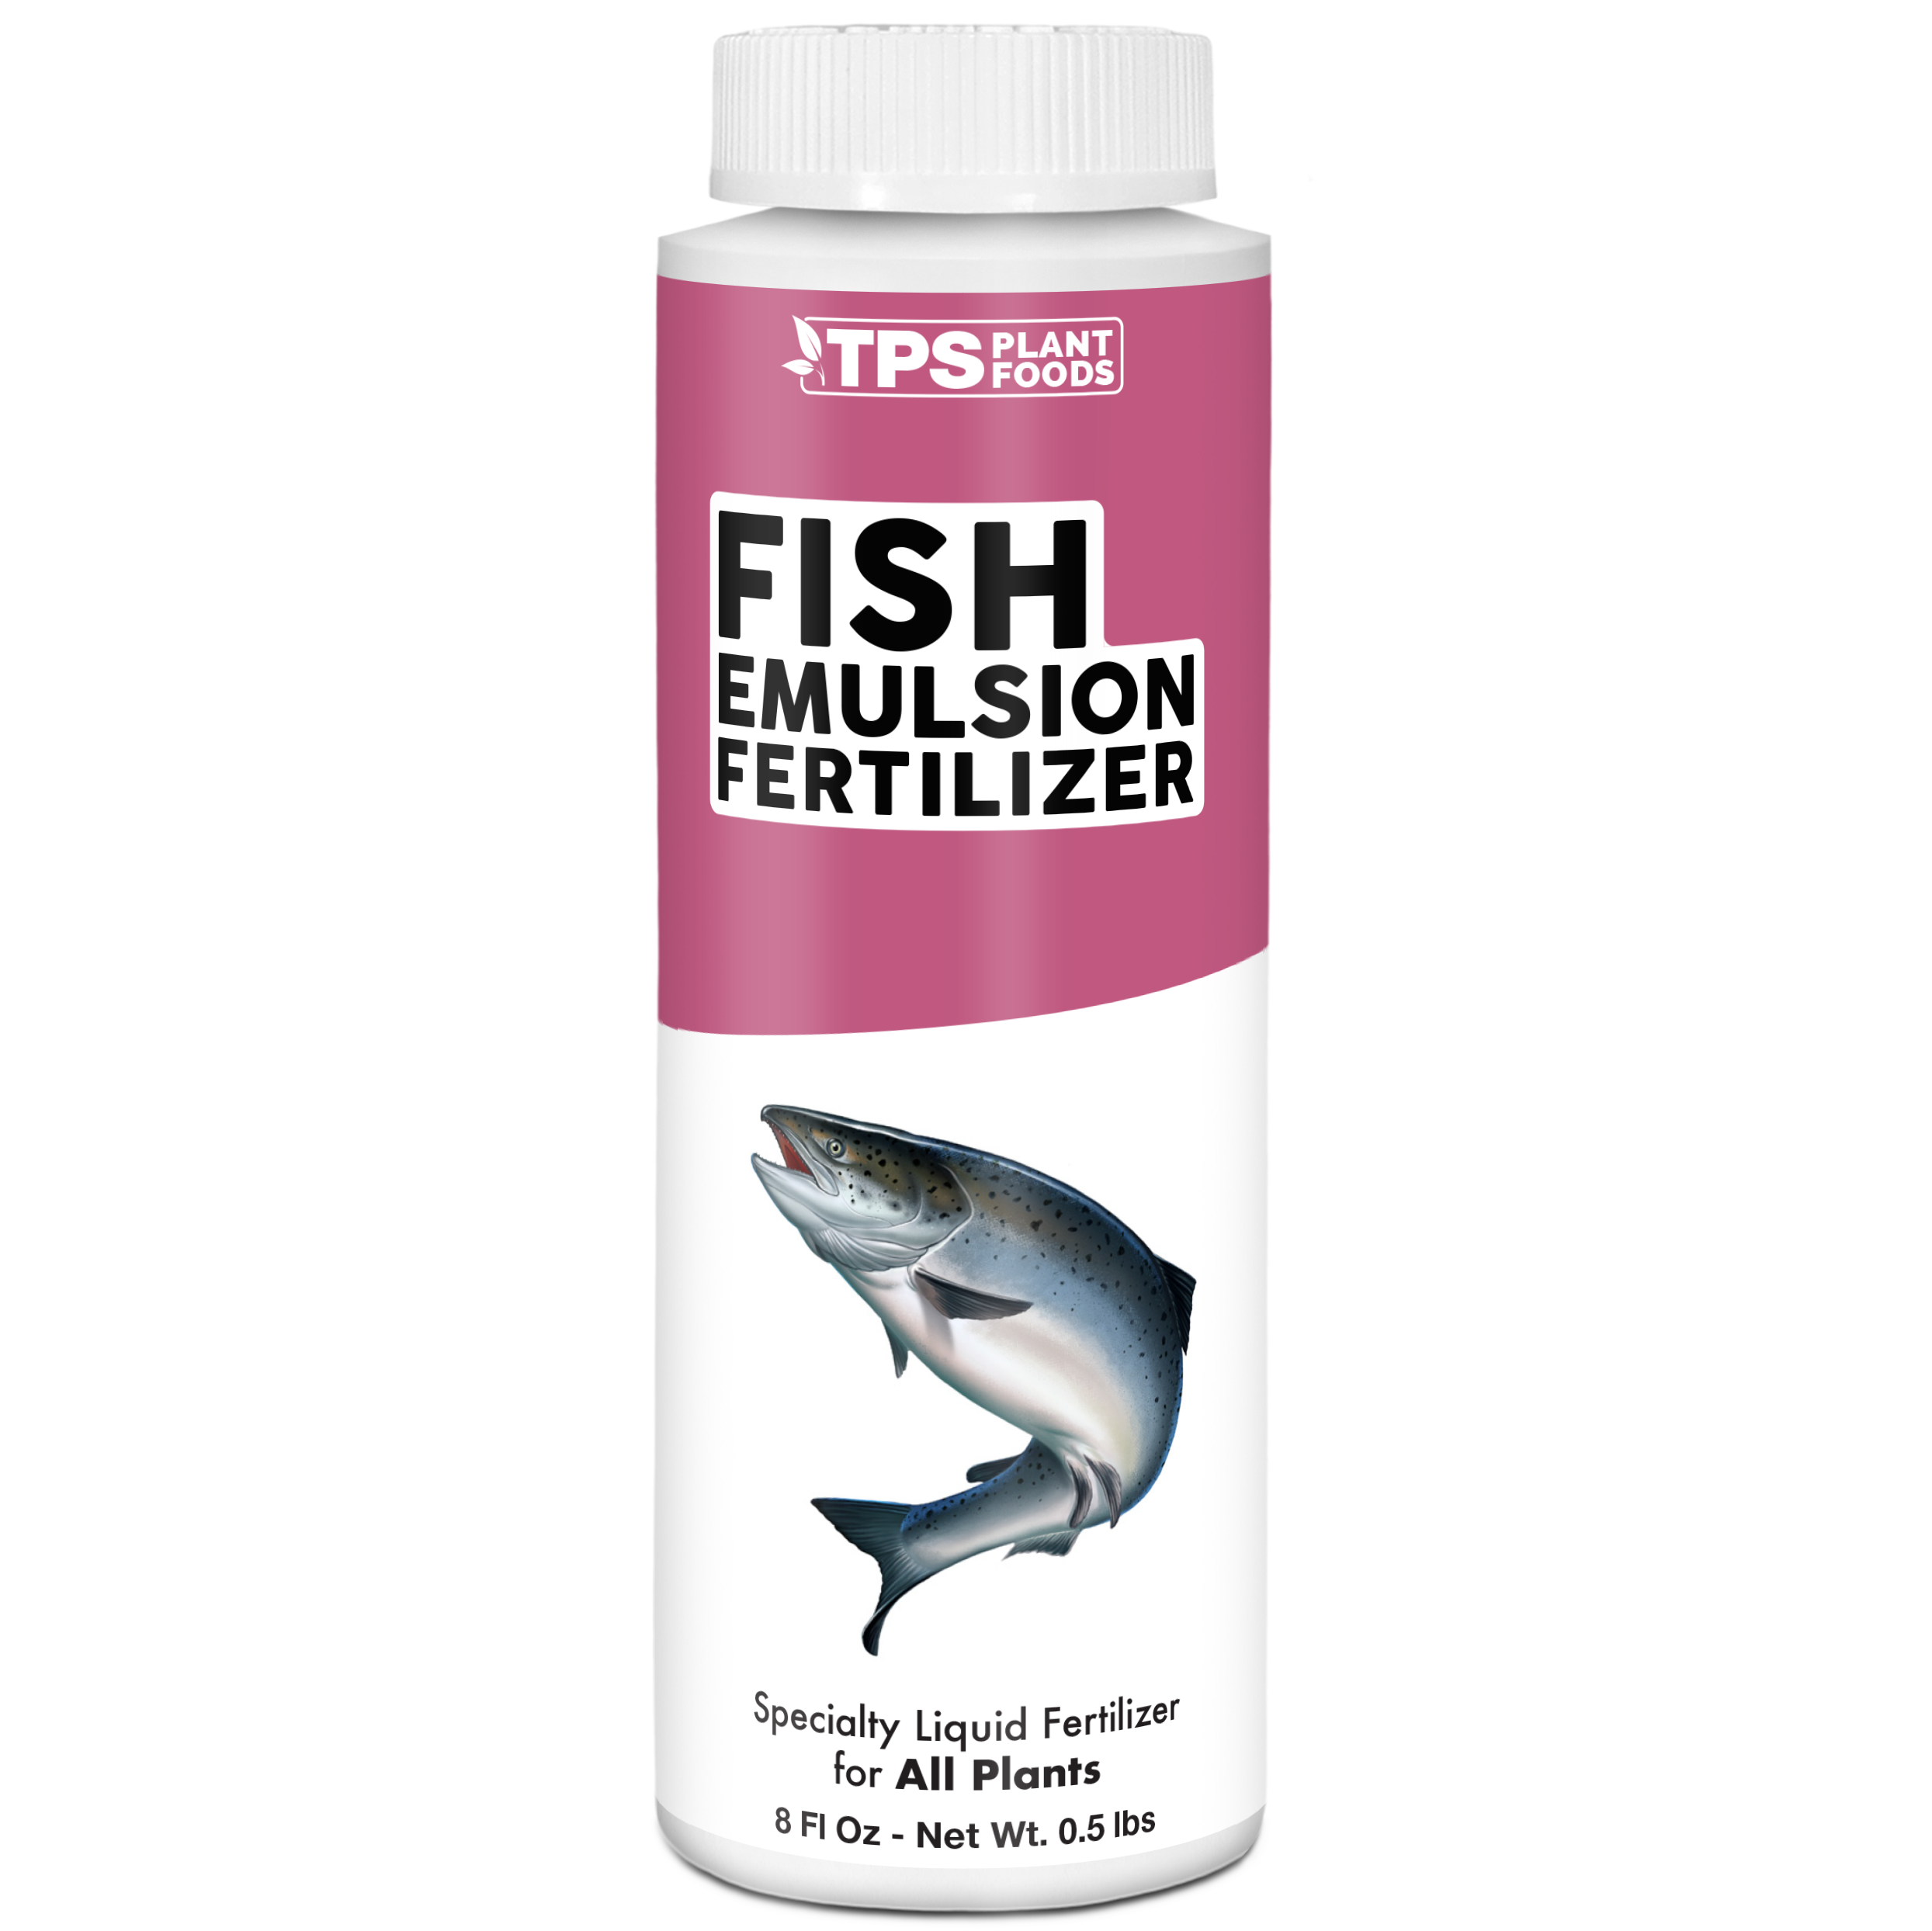 TPS PLANT FOODS
FISH
EMULSION
FERTILIZER
Specialty Liquid Fertilizer
for All Plants
8 Fl Oz - Net Wt. 0.5 lbs